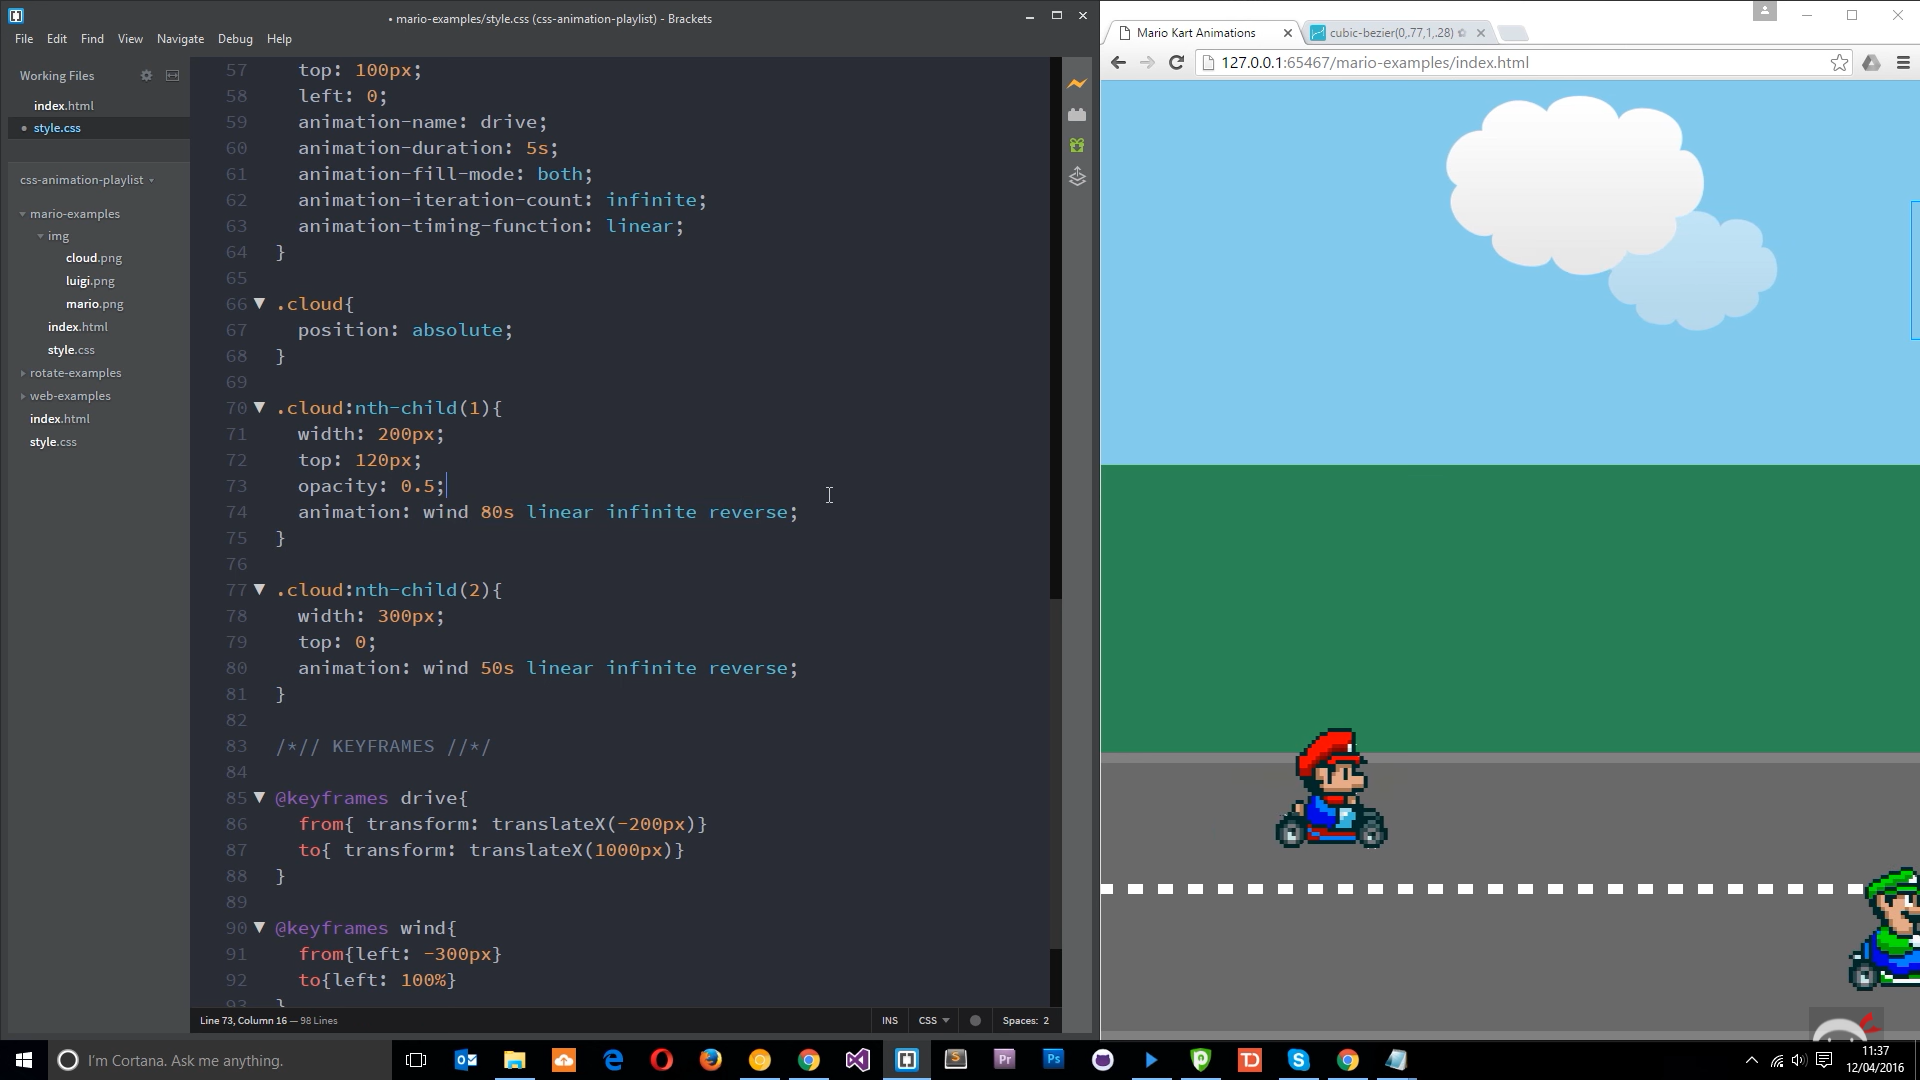 • mario-examples/style.css (css-animation-playlist) - Brackets
File Edit Find View Navigate Debug Help
Working Files
index.html
• style.css
css-animation-playlist
mario-examples
img
cloud.png
luigi.png
mario.png
index.html
style.css
rotate-examples
web-examples
index.html
style.css
57 top: 100px;
58 left: 0;
59 animation-name: drive;
60 animation-duration: 5s;
61 animation-fill-mode: both;
62 animation-iteration-count: infinite;
63 animation-timing-function: linear;
64 }
65
66 .cloud{
67 position: absolute;
68 }
69
70 .cloud:nth-child(1){
71 width: 200px;
72 top: 120px;
73 opacity: 0.5;
74 animation: wind 80s linear infinite reverse;
75 }
76
77 .cloud:nth-child(2){
78 width: 300px;
79 top: 0;
80 animation: wind 50s linear infinite reverse;
81 }
82
83 /*// KEYFRAMES //*/
84
85 @keyframes drive{
86 from{ transform: translateX(-200px)}
87 to{ transform: translateX(1000px)}
88 }
89
90 @keyframes wind{
91 from{left: -300px}
92 to{left: 100%}
93 }
Line 73, Column 16 — 98 Lines
INS CSS Spaces: 2
Mario Kart Animations
cubic-bezier(0,.77,1,.28)
127.0.0.1:65467/mario-examples/index.html
I'm Cortana. Ask me anything.
S Pr Ps TD S
11:37
12/04/2016